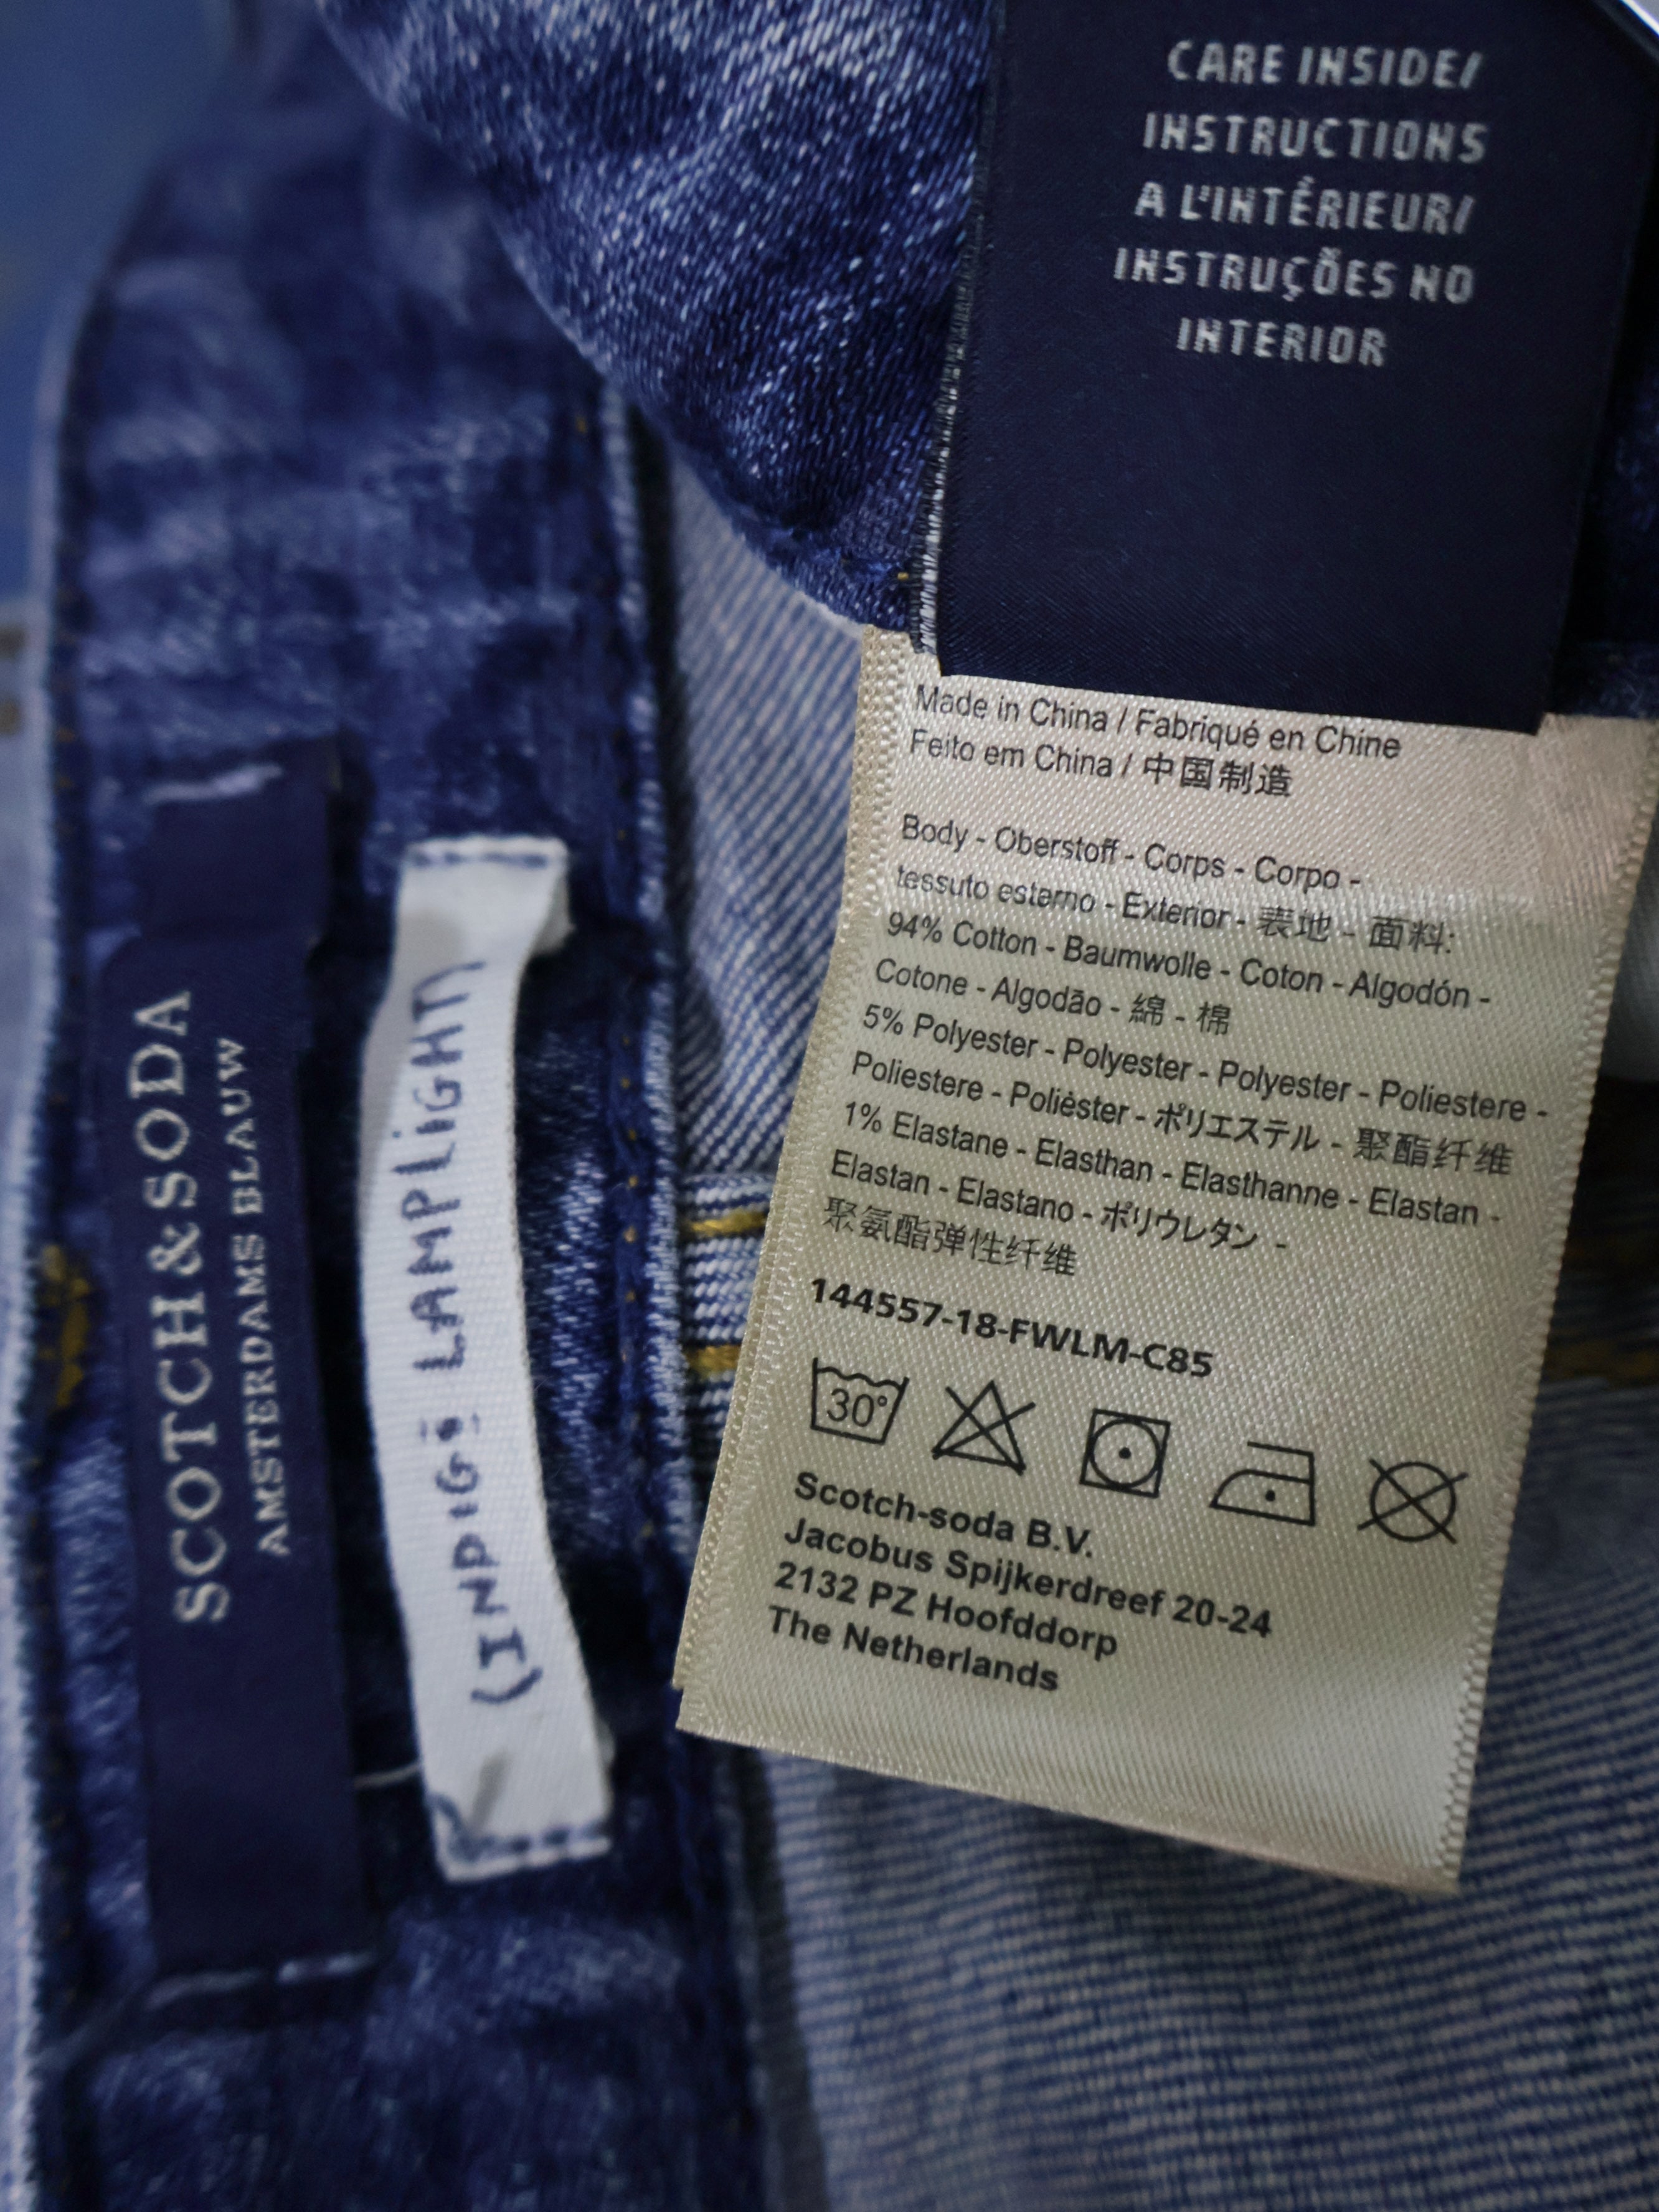 CARE INSIDE/
INSTRUCTIONS
A L'INTÉRIEUR/
INSTRUÇÕES NO
INTERIOR
Made in China / Fabriqué en Chine
Feito em China / 中国制造
Body - Oberstoff - Corps - Corpo -
tessuto esterno - Exterior - 表地 - 面料:
94% Cotton - Baumwolle - Coton - Algodón -
Cotone - Algodão - 綿 - 棉
5% Polyester - Polyester - Polyester - Poliestere -
Poliestere - Poliéster - ポリエステル - 聚酯纤维
1% Elastane - Elasthan - Elasthanne - Elastan -
Elastan - Elastano - ポリウレタン -
聚氨酯弹性纤维
144557-18-FWLM-C85
30°
Scotch-soda B.V.
Jacobus Spijkerdreef 20-24
2132 PZ Hoofddorp
The Netherlands
SCOTCH & SODA
AMSTERDAMS BLAUW
(INDIGO LAMPLIGHT)